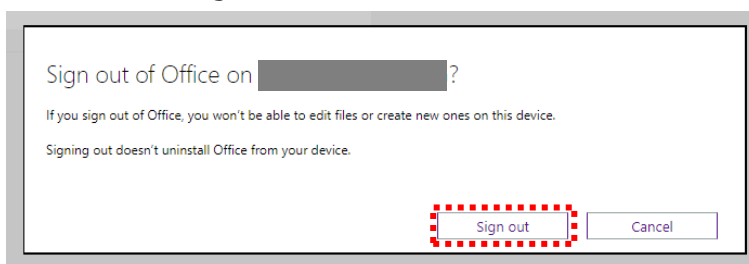 Sign out of Office on ?
If you sign out of Office, you won't be able to edit files or create new ones on this device.
Signing out doesn't uninstall Office from your device.
Sign out Cancel